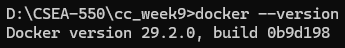 D:\CSEA-550\cc_week9>docker --version
Docker version 29.2.0, build 0b9d198